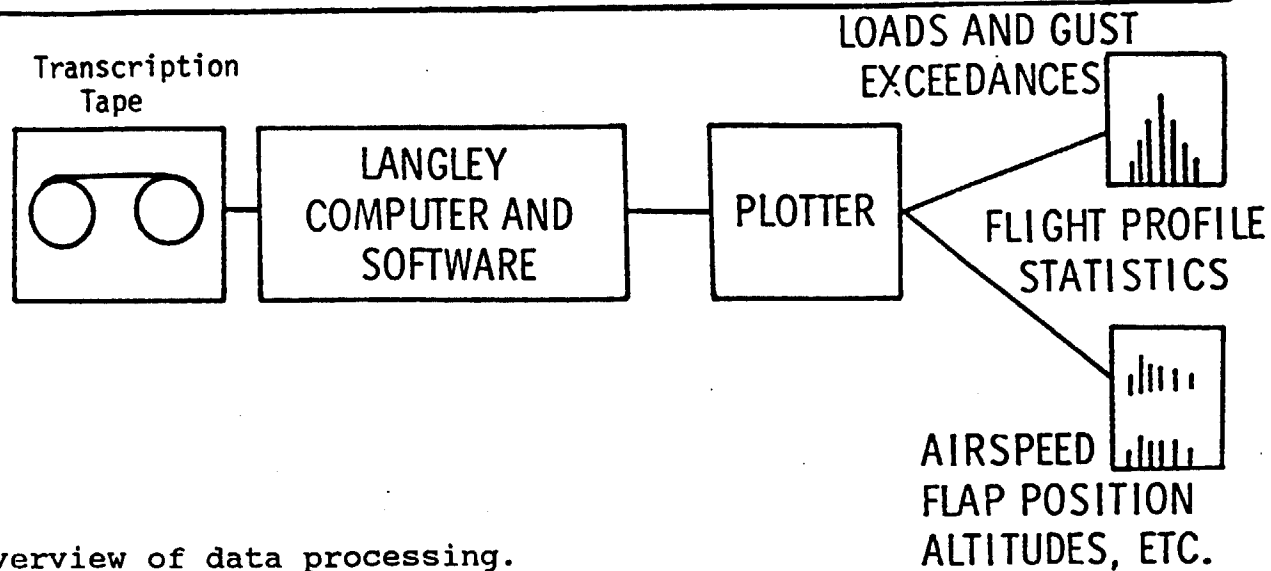 Transcription
Tape
LANGLEY
COMPUTER AND
SOFTWARE
PLOTTER
LOADS AND GUST
EXCEEDANCES
FLIGHT PROFILE
STATISTICS
AIRSPEED
FLAP POSITION
ALTITUDES, ETC.
verview of data processing.